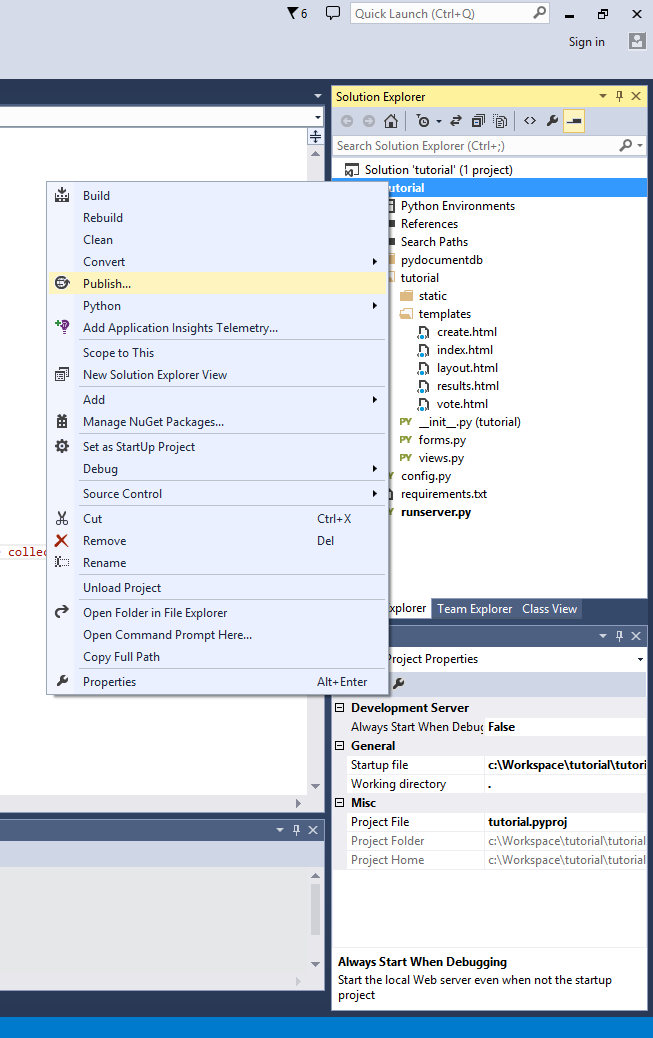 6
Quick Launch (Ctrl+Q)
Sign in
Solution Explorer
Search Solution Explorer (Ctrl+;)
Solution 'tutorial' (1 project)
utorial
Python Environments
References
Search Paths
pydocumentdb
tutorial
static
templates
create.html
index.html
layout.html
results.html
vote.html
PY __init__.py (tutorial)
PY forms.py
PY views.py
config.py
requirements.txt
runserver.py
Build
Rebuild
Clean
Convert
Publish...
Python
Add Application Insights Telemetry...
Scope to This
New Solution Explorer View
Add
Manage NuGet Packages...
Set as StartUp Project
Debug
Source Control
Cut Ctrl+X
Remove Del
Rename
Unload Project
Open Folder in File Explorer
Open Command Prompt Here...
Copy Full Path
Properties Alt+Enter
collec
xplorer Team Explorer Class View
roject Properties
Development Server
Always Start When Debug False
General
Startup file c:\Workspace\tutorial\tutori
Working directory .
Misc
Project File tutorial.pyproj
Project Folder c:\Workspace\tutorial\tutorial
Project Home c:\Workspace\tutorial\tutorial
Always Start When Debugging
Start the local Web server even when not the startup
project